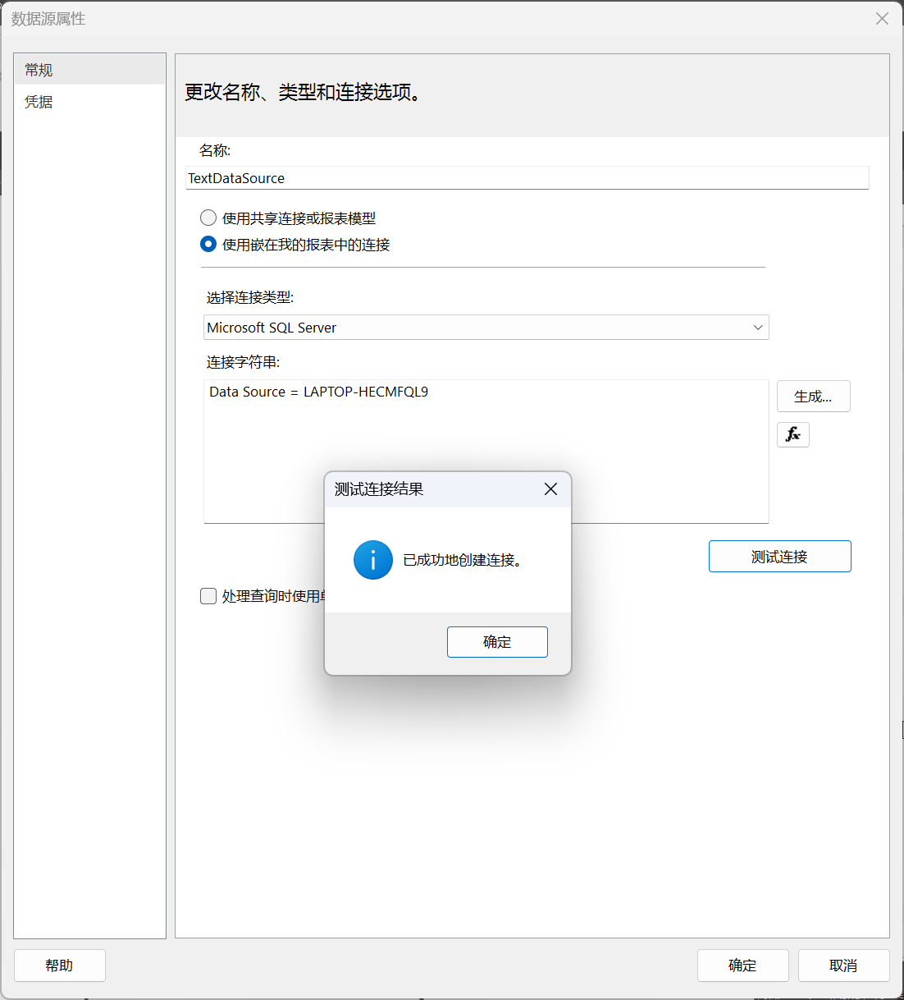 数据源属性
常规
凭据
更改名称、类型和连接选项。
名称:
TextDataSource
使用共享连接或报表模型
使用嵌在我的报表中的连接
选择连接类型:
Microsoft SQL Server
连接字符串:
Data Source = LAPTOP-HECMFQL9
生成...
fx
测试连接结果
已成功地创建连接。
确定
测试连接
处理查询时使用
帮助
确定
取消